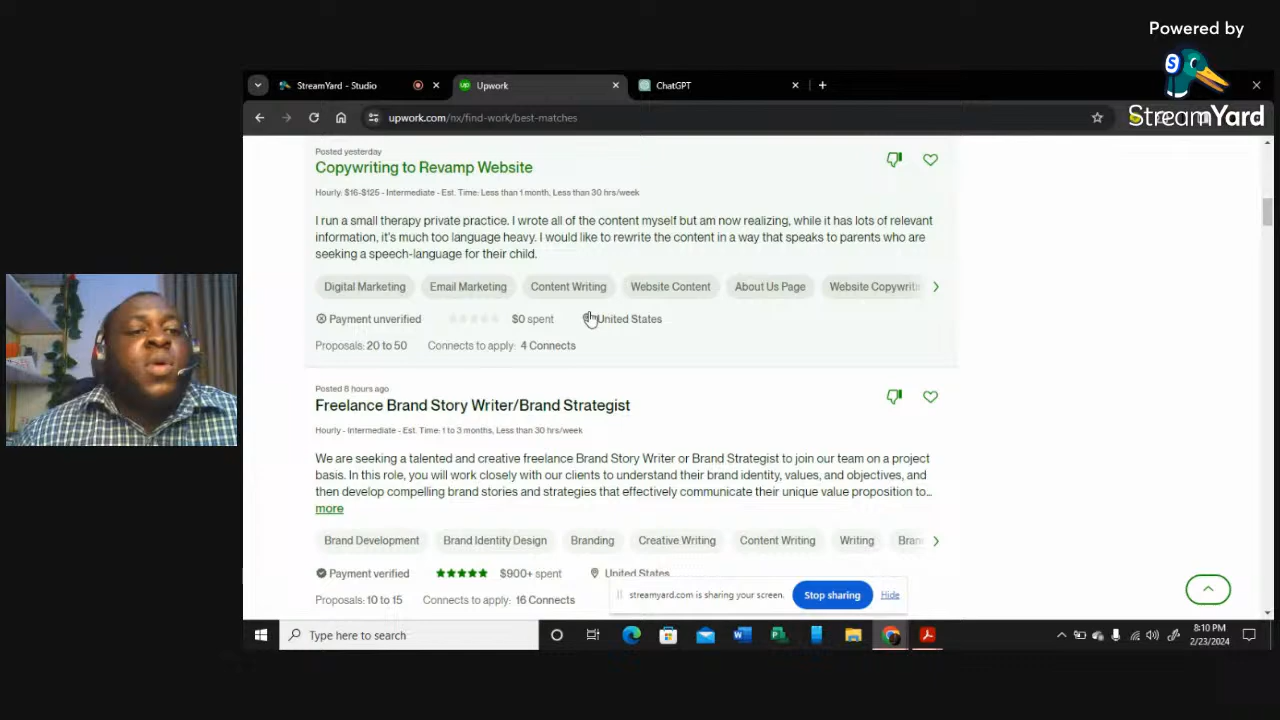 Powered by
StreamYard
StreamYard - Studio
Upwork
ChatGPT
upwork.com/nx/find-work/best-matches
Posted yesterday
Copywriting to Revamp Website
Hourly: $16-$125 - Intermediate - Est. Time: Less than 1 month, Less than 30 hrs/week
I run a small therapy private practice. I wrote all of the content myself but am now realizing, while it has lots of relevant
information, it's much too language heavy. I would like to rewrite the content in a way that speaks to parents who are
seeking a speech-language for their child.
Digital Marketing Email Marketing Content Writing Website Content About Us Page Website Copywriti
Payment unverified $0 spent United States
Proposals: 20 to 50 Connects to apply: 4 Connects
Posted 8 hours ago
Freelance Brand Story Writer/Brand Strategist
Hourly - Intermediate - Est. Time: 1 to 3 months, Less than 30 hrs/week
We are seeking a talented and creative freelance Brand Story Writer or Brand Strategist to join our team on a project
basis. In this role, you will work closely with our clients to understand their brand identity, values, and objectives, and
then develop compelling brand stories and strategies that effectively communicate their unique value proposition to...
more
Brand Development Brand Identity Design Branding Creative Writing Content Writing Writing Bran
Payment verified $900+ spent United States
Proposals: 10 to 15 Connects to apply: 16 Connects
streamyard.com is sharing your screen. Stop sharing Hide
Type here to search
8:10 PM
2/23/2024